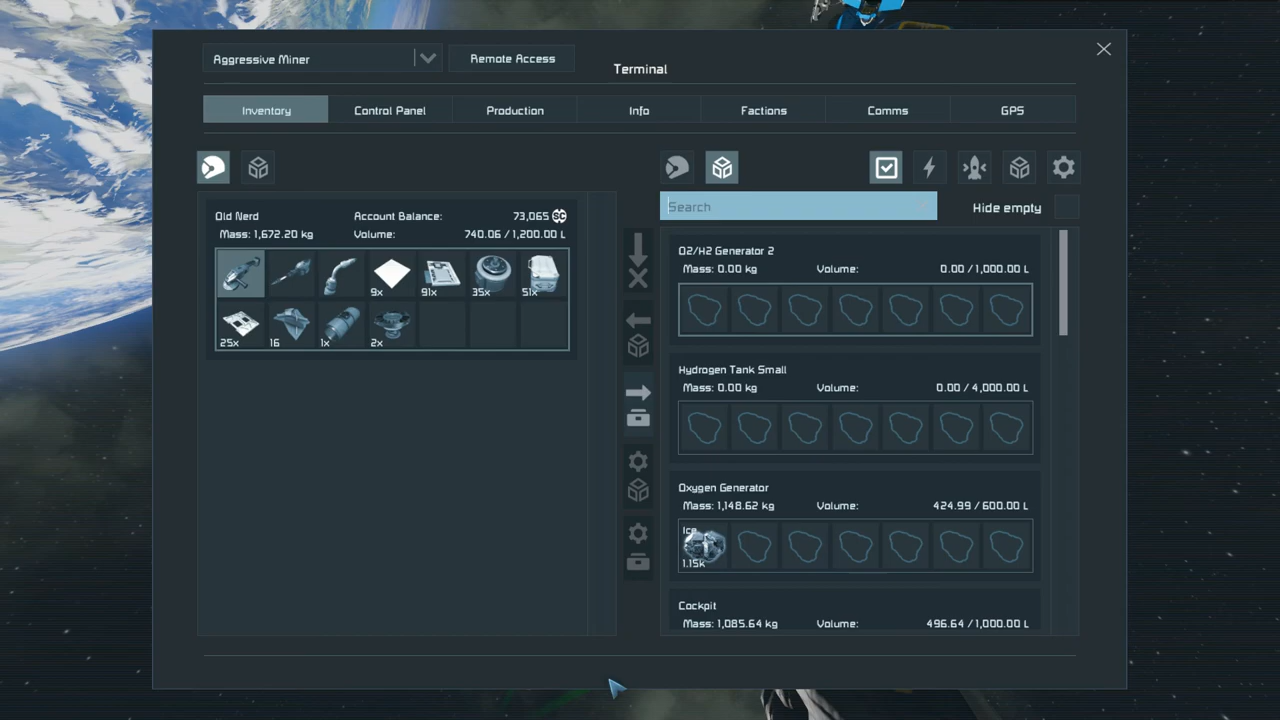 Aggressive Miner
Remote Access
Terminal
Inventory
Control Panel
Production
Info
Factions
Comms
GPS
Old Nerd
Account Balance: 73,065 SC
Mass: 1,672.20 kg
Volume: 740.06 / 1,200.00 L
9x
91x
35x
51x
25x
16
1x
2x
Search
Hide empty
O2/H2 Generator 2
Mass: 0.00 kg
Volume: 0.00 / 1,000.00 L
Hydrogen Tank Small
Mass: 0.00 kg
Volume: 0.00 / 4,000.00 L
Oxygen Generator
Mass: 1,148.62 kg
Volume: 424.99 / 600.00 L
Ice
1.15K
Cockpit
Mass: 1,085.64 kg
Volume: 496.64 / 1,000.00 L